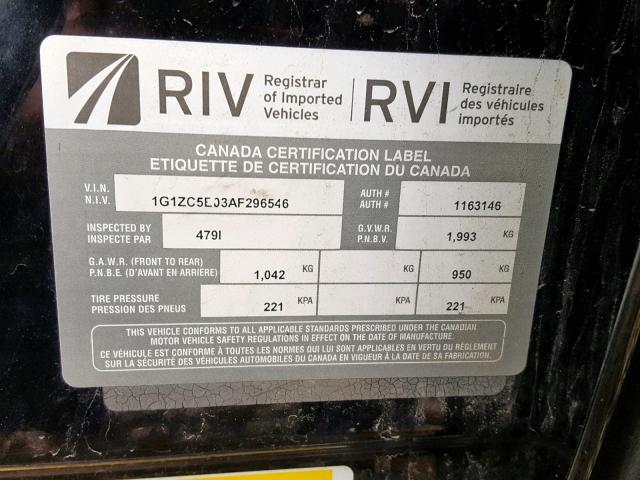 RIV Registrar of Imported Vehicles
RVI Registraire des véhicules importés
CANADA CERTIFICATION LABEL
ETIQUETTE DE CERTIFICATION DU CANADA
V.I.N. N.I.V. 1G1ZC5E03AF296546 AUTH # AUTH # 1163146
INSPECTED BY INSPECTE PAR 479I G.V.W.R. P.N.B.V. 1,993 KG
G.A.W.R. (FRONT TO REAR) P.N.B.E. (D'AVANT EN ARRIERE) 1,042 KG KG 950 KG
TIRE PRESSURE PRESSION DES PNEUS 221 KPA KPA 221 KPA
THIS VEHICLE CONFORMS TO ALL APPLICABLE STANDARDS PRESCRIBED UNDER THE CANADIAN
MOTOR VEHICLE SAFETY REGULATIONS IN EFFECT ON THE DATE OF MANUFACTURE.
CE VÉHICULE EST CONFORME À TOUTES LES NORMES QUI LUI SONT APPLICABLES EN VERTU DU RÈGLEMENT
SUR LA SÉCURITÉ DES VÉHICULES AUTOMOBILES DU CANADA EN VIGUEUR À LA DATE DE SA FABRICATION.